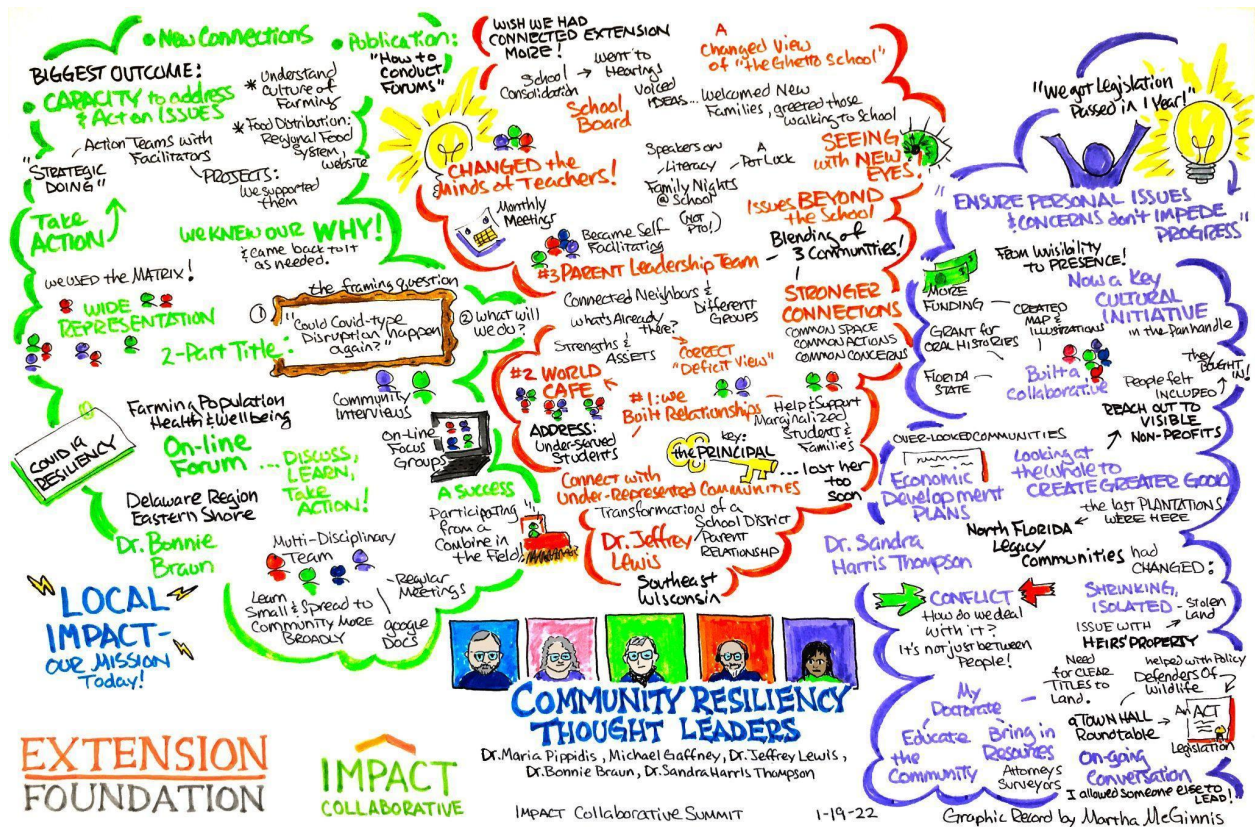 • New Connections
• Publication:
"How to
Conduct
Forums"
BIGGEST OUTCOME:
• CAPACITY to address
& Act on ISSUES
* Understand
Culture of
Farming
* Food Distribution:
Regional Food
System,
website
Action Teams with
Facilitators
"STRATEGIC
DOING"
PROJECTS:
We supported
them
Take
ACTION
WE KNEW OUR WHY!
& came back to it
as needed.
WE USED the MATRIX!
WIDE
REPRESENTATION
2-Part Title:
the framing question
①
"Could Covid-type
Disruption happen
again?"
② What will
we do?
Community
Interviews
Farming Population
Health & Wellbeing
On-line
Forum
... DISCUSS,
LEARN,
Take
ACTION!
On-Line
Focus
Groups
COVID 19
RESILIENCY
Delaware Region
Eastern Shore
Dr. Bonnie
Braun
A SUCCESS
Participating
from a
Combine in
the Field!
Multi-Disciplinary
Team
Regular
Meetings
google
Docs
Learn
Small & Spread to
Community MORE
BROADLY
LOCAL
IMPACT-
OUR MISSION
Today!
WISH WE HAD
CONNECTED EXTENSION
MORE!
School
Consolidation
went to
Hearings
Voiced
IDEAS...
School
Board
A
Changed View
of "the Ghetto School"
Welcomed New
Families, greeted those
walking to School
SEEING
with NEW
EYES!
CHANGED the
Minds of Teachers!
Speakers on
Literacy
A
Pot Luck
Family Nights
@ School
(NOT
PTO!)
Monthly
Meetings
Became Self
Facilitating
ISSUES BEYOND
the School
#3 PARENT Leadership Team
Blending of
3 Communities!
Connected Neighbors &
Different
Groups
STRONGER
CONNECTIONS
COMMON SPACE
COMMON ACTIONS
COMMON CONCERNS
What's Already
there?
Strengths &
ASSETS
CORRECT
"Deficit View"
#2 WORLD
CAFE
#1: We
Built Relationships
ADDRESS:
Under-Served
Students
Help & Support
Marginalized
Students &
Families
Key:
the PRINCIPAL
...lost her
too
soon
Connect with
Under-Represented Communities
Transformation of a
School District
Parent
RELATIONSHIP
Dr. Jeffrey
Lewis
Southeast
Wisconsin
"We got Legislation
Passed in 1 Year!"
"ENSURE PERSONAL ISSUES
& CONCERNS don't IMPEDE
PROGRESS"
From Invisibility
to PRESENCE!
MORE
FUNDING
CREATED
MAP &
Illustrations
Now a Key
CULTURAL
INITIATIVE
in the Panhandle
GRANT for
ORAL HISTORIES
FLORIDA
STATE
Built a
Collaborative
they
BOUGHT
IN!
People felt
INCLUDED
REACH OUT TO
VISIBLE
NON-PROFITS
OVER-LOOKED COMMUNITIES
Economic
Development
PLANS
Looking at
the whole to
CREATE GREATER GOOD
the last PLANTATIONS
WERE HERE
North FLORIDA
Legacy
Communities had
CHANGED:
Dr. Sandra
Harris Thompson
CONFLICT
How do we deal
with it?
It's not just between
People!
SHRINKING,
ISOLATED
Stolen
Land
ISSUE WITH
HEIRS' PROPERTY
Need
for CLEAR
TITLES to
Land.
helped with Policy
Defenders Of
Wildlife
My
Doctorate
Educate
the
Community
Bring in
Resources
Attorneys
Surveyors
a TOWN HALL
Roundtable
An ACT
Legislation
On-going
Conversation
I allowed someone else to
LEAD!
COMMUNITY RESILIENCY
THOUGHT LEADERS
Dr. Maria Pippidis, Michael Gaffney, Dr. Jeffrey Lewis,
Dr. Bonnie Braun, Dr. Sandra Harris Thompson
EXTENSION
FOUNDATION
IMPACT
COLLABORATIVE
IMPACT Collaborative Summit
1-19-22
Graphic Record by Martha McGinnis